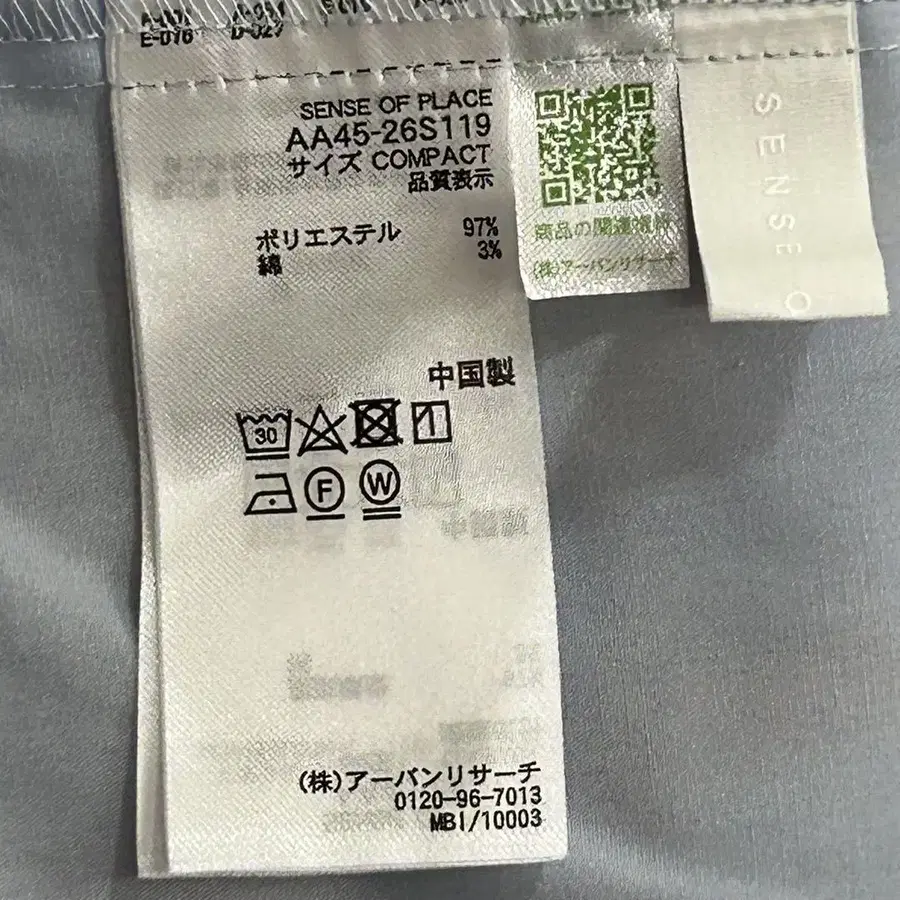 E-076 D-027
SENSE OF PLACE
AA45-26S119
サイズ COMPACT
品質表示
ポリエステル 97%
綿 3%
中国製
30
F W
(株)アーバンリサーチ
0120-96-7013
MBI/10003
商品の関連
(株)アーバンリサーチ
SENSE O